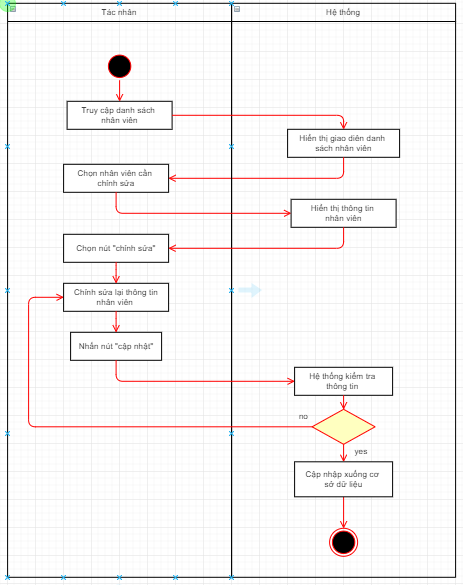 Tác nhân
Hệ thống
Truy cập danh sách
nhân viên
Hiển thị giao diên danh
sách nhân viên
Chọn nhân viên cần
chỉnh sửa
Hiển thị thông tin
nhân viên
Chọn nút "chỉnh sửa"
Chỉnh sửa lại thông tin
nhân viên
Nhấn nút "cập nhật"
Hệ thống kiểm tra
thông tin
no
yes
Cập nhập xuống cơ
sở dữ liệu